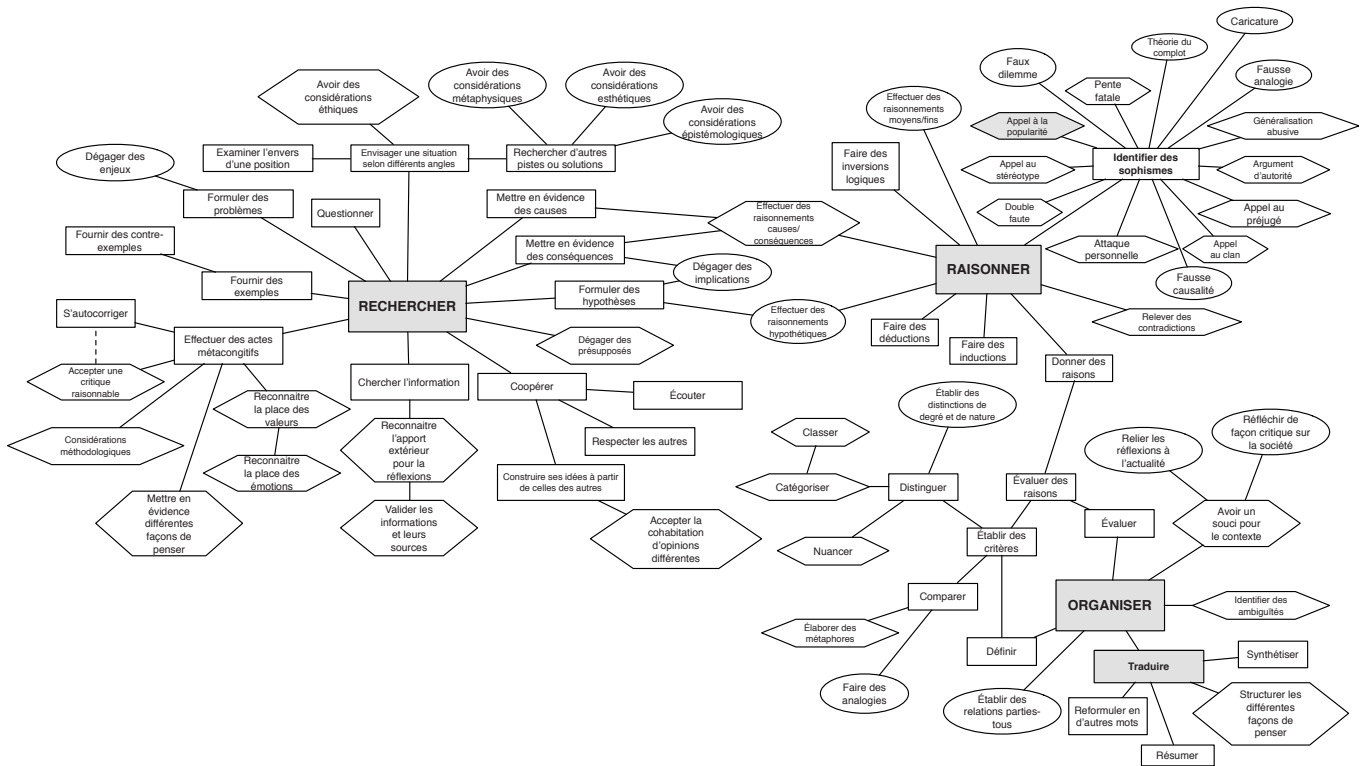 Caricature
Théorie du
complot
Faux
dilemme
Fausse
analogie
Pente
fatale
Appel à la
popularité
Généralisation
abusive
Identifier des
sophismes
Appel au
stéréotype
Argument
d'autorité
Double
faute
Appel au
préjugé
Attaque
personnelle
Appel
au clan
Fausse
causalité
Avoir des
considérations
éthiques
Avoir des
considérations
métaphysiques
Avoir des
considérations
esthétiques
Avoir des
considérations
épistémologiques
Effectuer des
raisonnements
moyens/fins
Examiner l'envers
d'une position
Envisager une situation
selon différents angles
Rechercher d'autres
pistes ou solutions
Faire des
inversions
logiques
Dégager des
enjeux
Formuler des
problèmes
Questionner
Mettre en évidence
des causes
Effectuer des
raisonnements
causes/
conséquences
Fournir des contre-
exemples
Mettre en évidence
des conséquences
Dégager des
implications
RAISONNER
Fournir des
exemples
RECHERCHER
Formuler des
hypothèses
Effectuer des
raisonnements
hypothétiques
Faire des
déductions
Faire des
inductions
Relever des
contradictions
S'autocorriger
Effectuer des actes
métacongitifs
Dégager des
présupposés
Donner des
raisons
Accepter une
critique
raisonnable
Chercher l'information
Coopérer
Écouter
Reconnaitre
la place des
valeurs
Considérations
méthodologiques
Reconnaitre
l'apport
extérieur
pour la
réflexions
Respecter les autres
Reconnaitre
la place des
émotions
Construire ses idées à partir
de celles des autres
Mettre en
évidence
différentes
façons de
penser
Valider les
informations
et leurs
sources
Accepter la
cohabitation
d'opinions
différentes
Établir des
distinctions de
degré et de nature
Classer
Catégoriser
Distinguer
Nuancer
Évaluer des
raisons
Relier les
réflexions à
l'actualité
Réfléchir de
façon critique sur
la société
Évaluer
Avoir un
souci pour
le contexte
Établir des
critères
Comparer
Élaborer des
métaphores
Faire des
analogies
Définir
ORGANISER
Identifier des
ambiguîtés
Traduire
Synthétiser
Établir des
relations parties-
tous
Reformuler en
d'autres mots
Structurer les
différentes
façons de
penser
Résumer